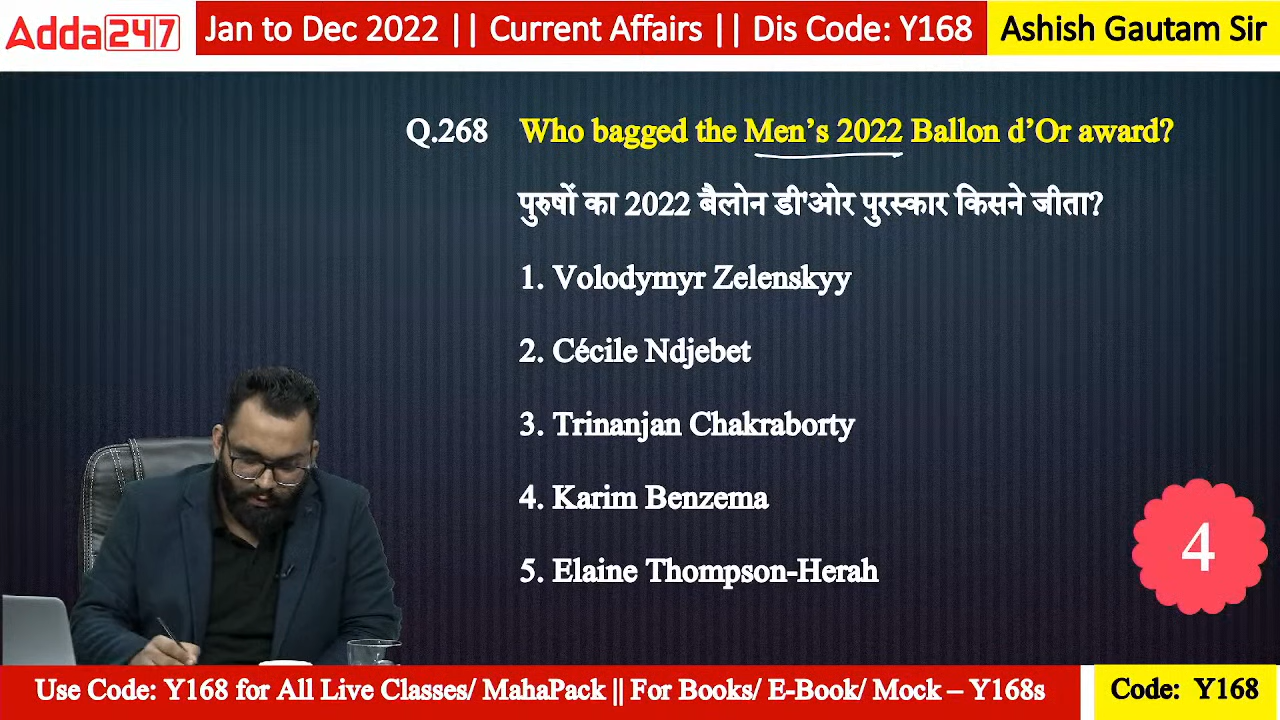 Adda247
Jan to Dec 2022 || Current Affairs || Dis Code: Y168
Ashish Gautam Sir
Q.268 Who bagged the Men's 2022 Ballon d'Or award?
पुरुषों का 2022 बैलोन डी'ओर पुरस्कार किसने जीता?
1. Volodymyr Zelenskyy
2. Cécile Ndjebet
3. Trinanjan Chakraborty
4. Karim Benzema
5. Elaine Thompson-Herah
4
Use Code: Y168 for All Live Classes/ MahaPack || For Books/ E-Book/ Mock – Y168s
Code: Y168